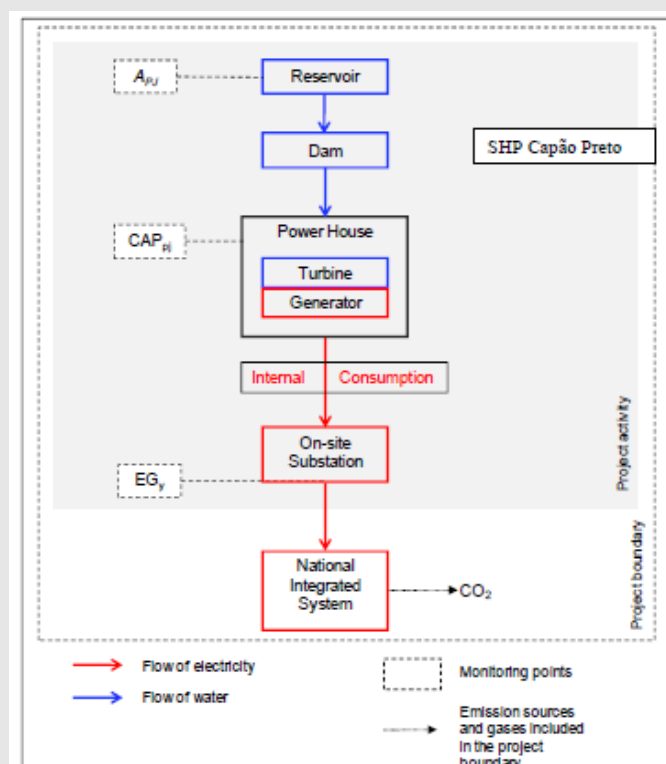 A_PJ
Reservoir
SHP Capão Preto
Dam
CAP_pj
Power House
Turbine
Generator
Internal Consumption
On-site
Substation
EG_y
Project activity
National
Integrated
System
CO₂
Project boundary
Flow of electricity
Flow of water
Monitoring points
Emission sources
and gases included
in the project
boundary